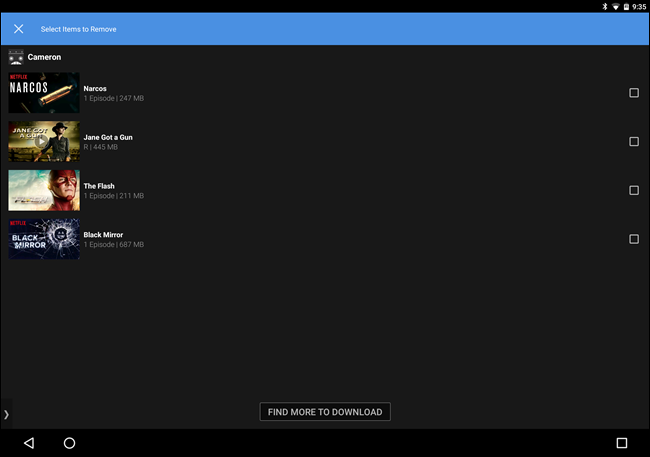 9:35
Select Items to Remove
Cameron
NETFLIX
NARCOS
Narcos
1 Episode | 247 MB
JANE GOT
A GUN
Jane Got a Gun
R | 445 MB
The Flash
1 Episode | 211 MB
NETFLIX
BLACK MIRROR
Black Mirror
1 Episode | 687 MB
FIND MORE TO DOWNLOAD